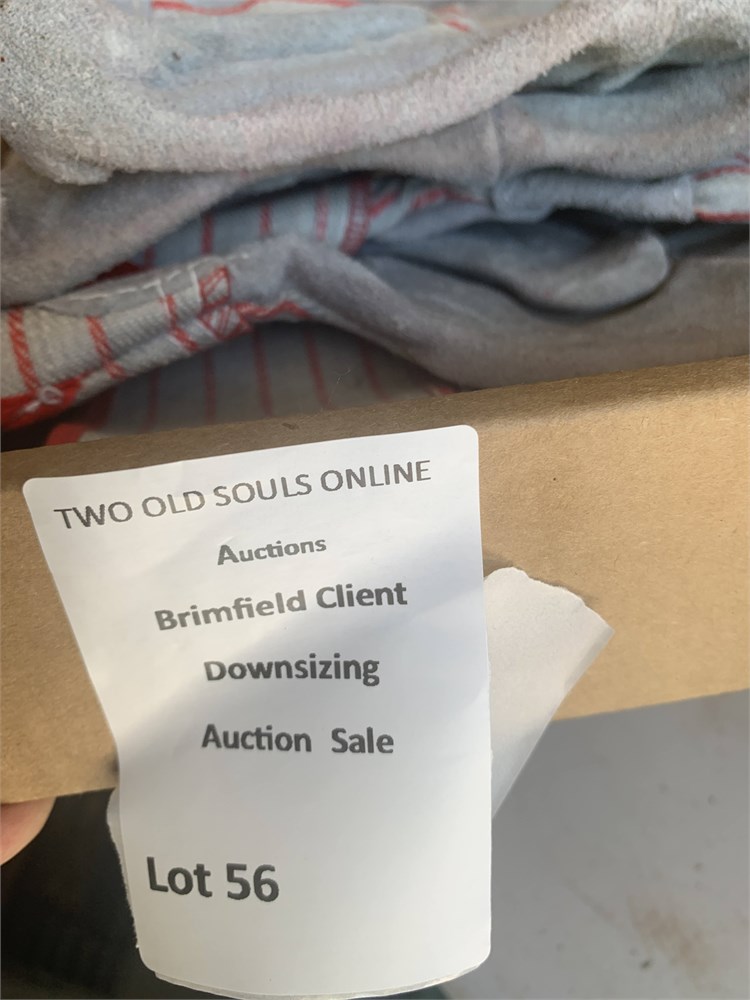 TWO OLD SOULS ONLINE
Auctions
Brimfield Client
Downsizing
Auction Sale
Lot 56